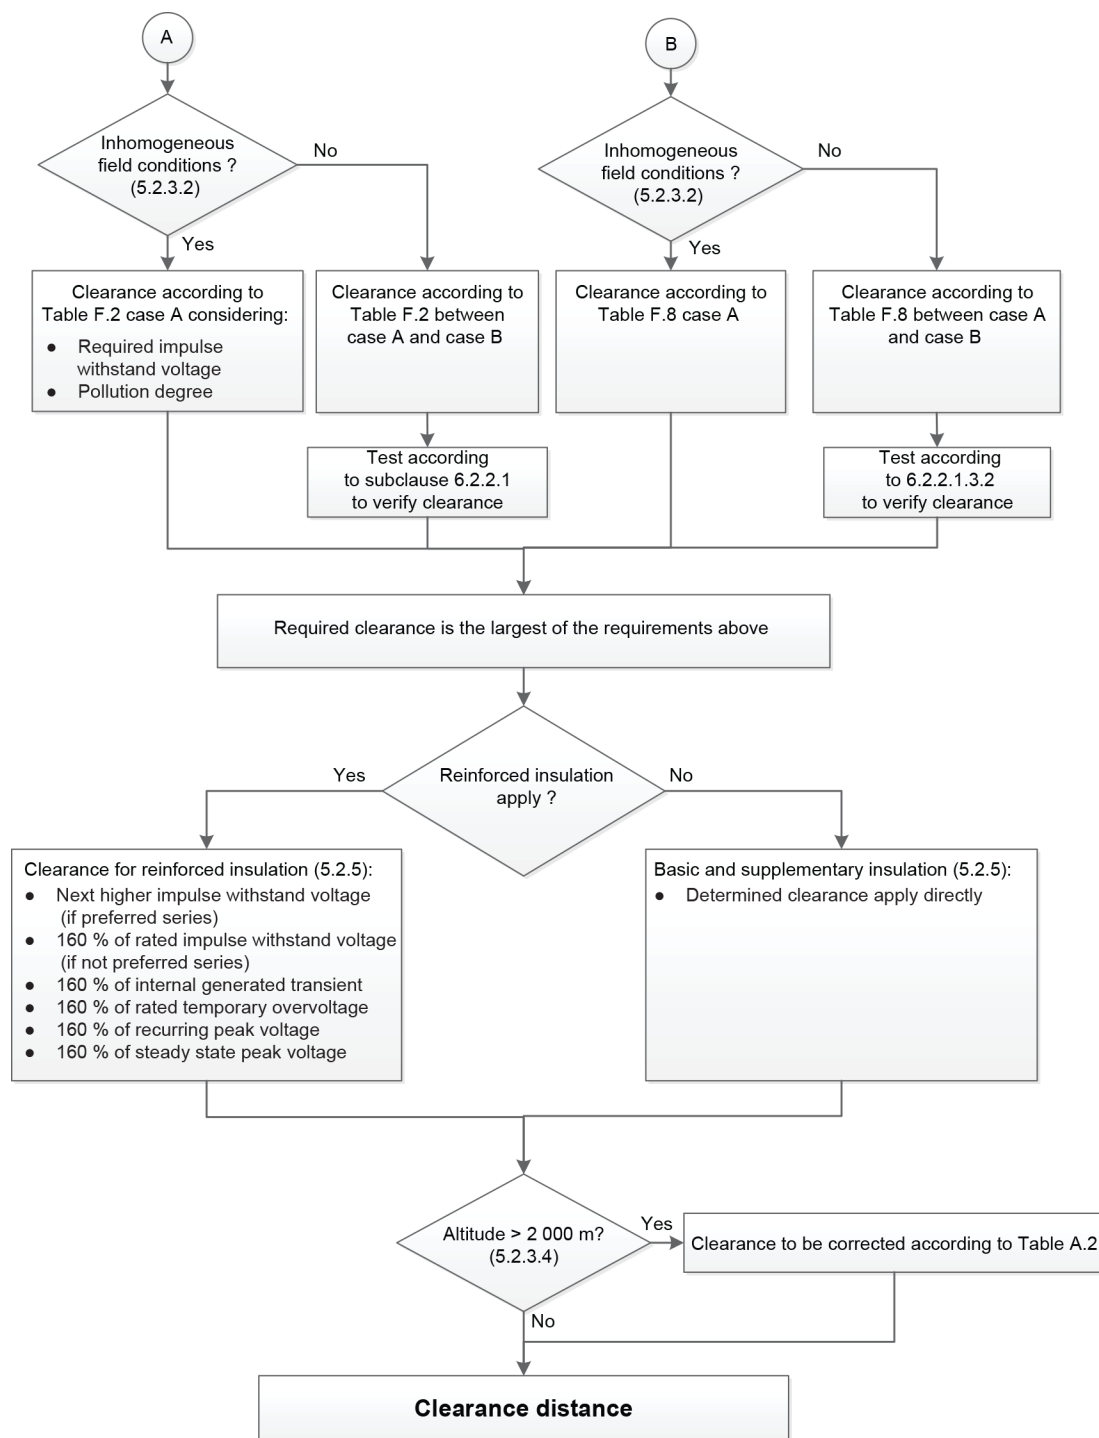 A
B
Inhomogeneous
field conditions ?
(5.2.3.2)
No
Yes
Inhomogeneous
field conditions ?
(5.2.3.2)
No
Yes
Clearance according to
Table F.2 case A considering:
● Required impulse
withstand voltage
● Pollution degree
Clearance according to
Table F.2 between
case A and case B
Clearance according to
Table F.8 case A
Clearance according to
Table F.8 between case A
and case B
Test according
to subclause 6.2.2.1
to verify clearance
Test according
to 6.2.2.1.3.2
to verify clearance
Required clearance is the largest of the requirements above
Yes
Reinforced insulation
apply ?
No
Clearance for reinforced insulation (5.2.5):
● Next higher impulse withstand voltage
(if preferred series)
● 160 % of rated impulse withstand voltage
(if not preferred series)
● 160 % of internal generated transient
● 160 % of rated temporary overvoltage
● 160 % of recurring peak voltage
● 160 % of steady state peak voltage
Basic and supplementary insulation (5.2.5):
● Determined clearance apply directly
Altitude > 2 000 m?
(5.2.3.4)
Yes
Clearance to be corrected according to Table A.2
No
Clearance distance